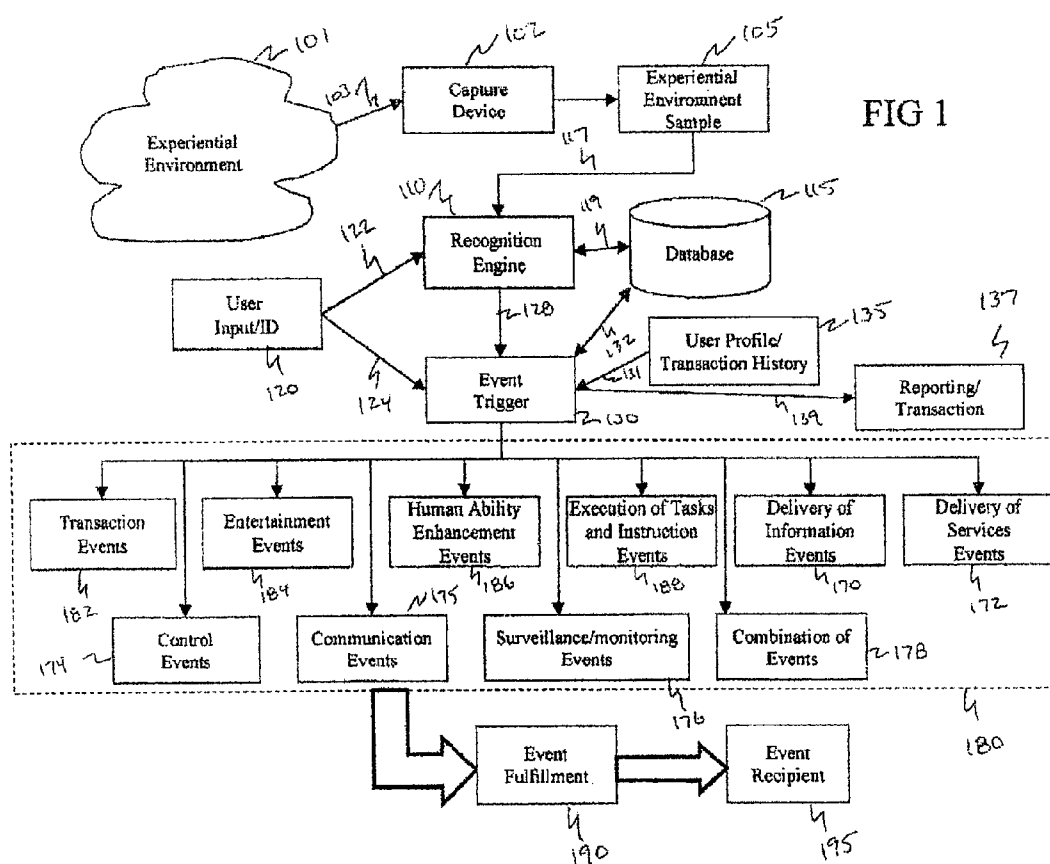 101
102
105
103
Experiential
Environment
Capture
Device
Experiential
Environment
Sample
FIG 1
117
110
115
122
119
Recognition
Engine
Database
User
Input/ID
128
137
135
132
131
User Profile/
Transaction History
120
124
Event
Trigger
130
139
Reporting/
Transaction
Transaction
Events
Entertainment
Events
Human Ability
Enhancement
Events
Execution of Tasks
and Instruction
Events
Delivery of
Information
Events
Delivery of
Services
Events
182
184
186
188
170
172
175
174
Control
Events
Communication
Events
Surveillance/monitoring
Events
Combination of
Events
178
176
180
Event
Fulfillment
Event
Recipient
190
195